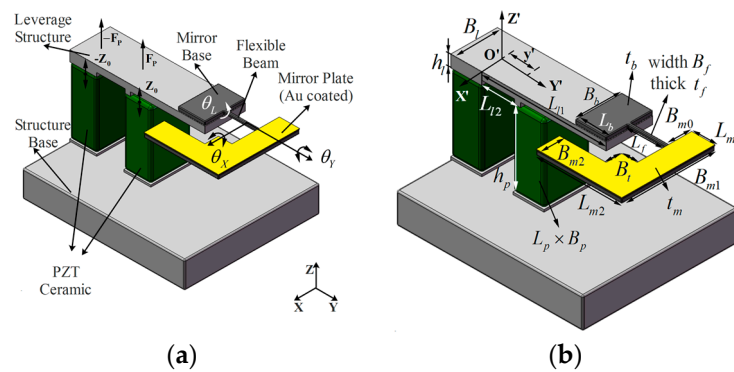 Leverage
Structure
-F_P
F_P
-Z_0
Z_0
Mirror
Base
Flexible
Beam
Mirror Plate
(Au coated)
θ_L
θ_X
θ_Y
Structure
Base
PZT
Ceramic
Z
X
Y
(a)
Z'
B_l
O'
y'
h_l
X'
Y'
t_b
width B_f
thick t_f
B_b
L_b
L_l1
L_l2
L_f
B_m0
L_m
B_m2
B_t
h_p
B_m1
L_m2
t_m
L_p × B_p
(b)